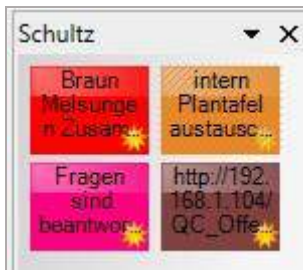 Schultz
Braun
Melsunge
n Zusam...
intern
Plantafel
austausc...
Fragen
sind
beantwor...
http://192.
168.1.104/
QC_Offe...